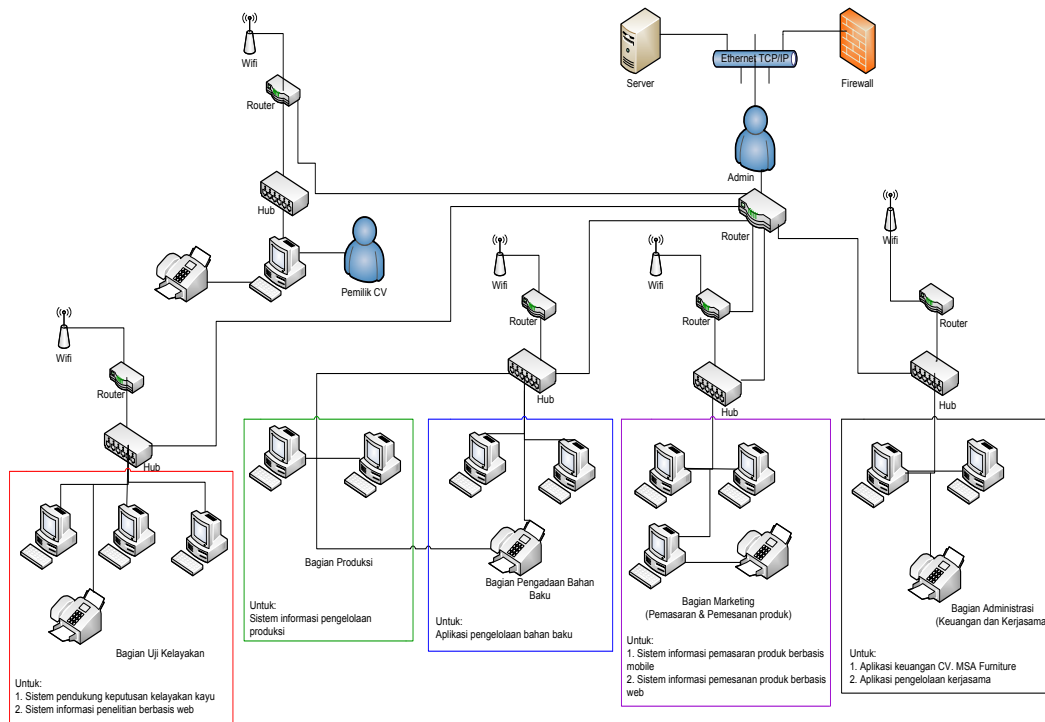 Wifi
Router
Hub
Pemilik CV
Server
Ethernet TCP/IP
Firewall
Admin
Router
Wifi
Router
Hub
Wifi
Router
Hub
Wifi
Router
Hub
Wifi
Router
Hub
Bagian Uji Kelayakan
Untuk:
1. Sistem pendukung keputusan kelayakan kayu
2. Sistem informasi penelitian berbasis web
Bagian Produksi
Untuk:
Sistem informasi pengelolaan
produksi
Bagian Pengadaan Bahan
Baku
Untuk:
Aplikasi pengelolaan bahan baku
Bagian Marketing
(Pemasaran & Pemesanan produk)
Untuk:
1. Sistem informasi pemasaran produk berbasis
mobile
2. Sistem informasi pemesanan produk berbasis
web
Bagian Administrasi
(Keuangan dan Kerjasama
Untuk:
1. Aplikasi keuangan CV. MSA Furniture
2. Aplikasi pengelolaan kerjasama